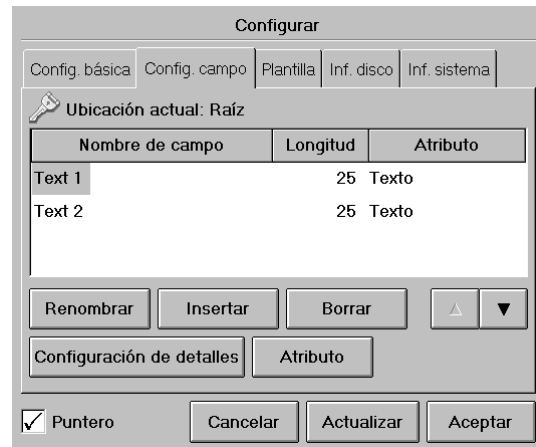 Configurar
Config. básica Config. campo Plantilla Inf. disco Inf. sistema
Ubicación actual: Raíz
Nombre de campo Longitud Atributo
Text 1 25 Texto
Text 2 25 Texto
Renombrar Insertar Borrar
Configuración de detalles Atributo
Puntero Cancelar Actualizar Aceptar